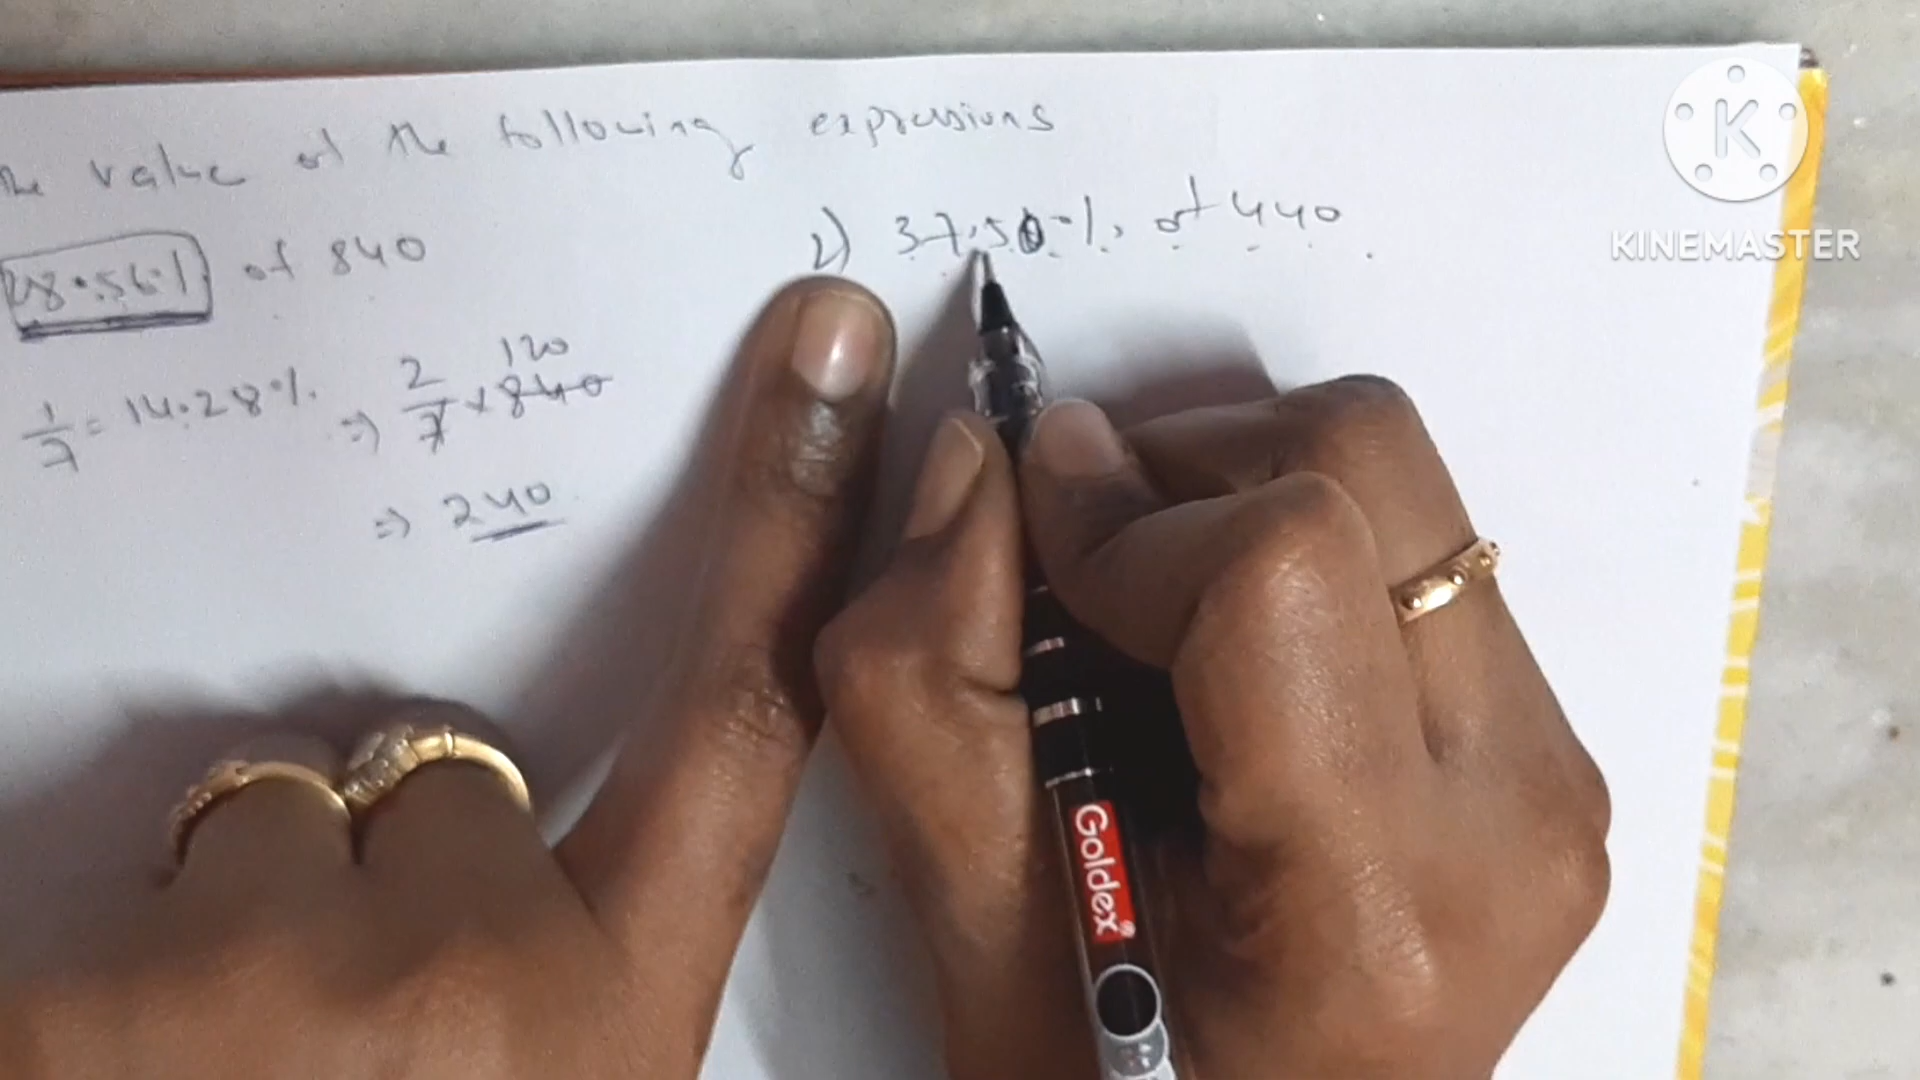 the value of the following expressions
28.56% of 840
2) 37.50% of 440
1/7 = 14.28% => 2/7 x 840 120
=> 240
K
KINEMASTER
Goldex